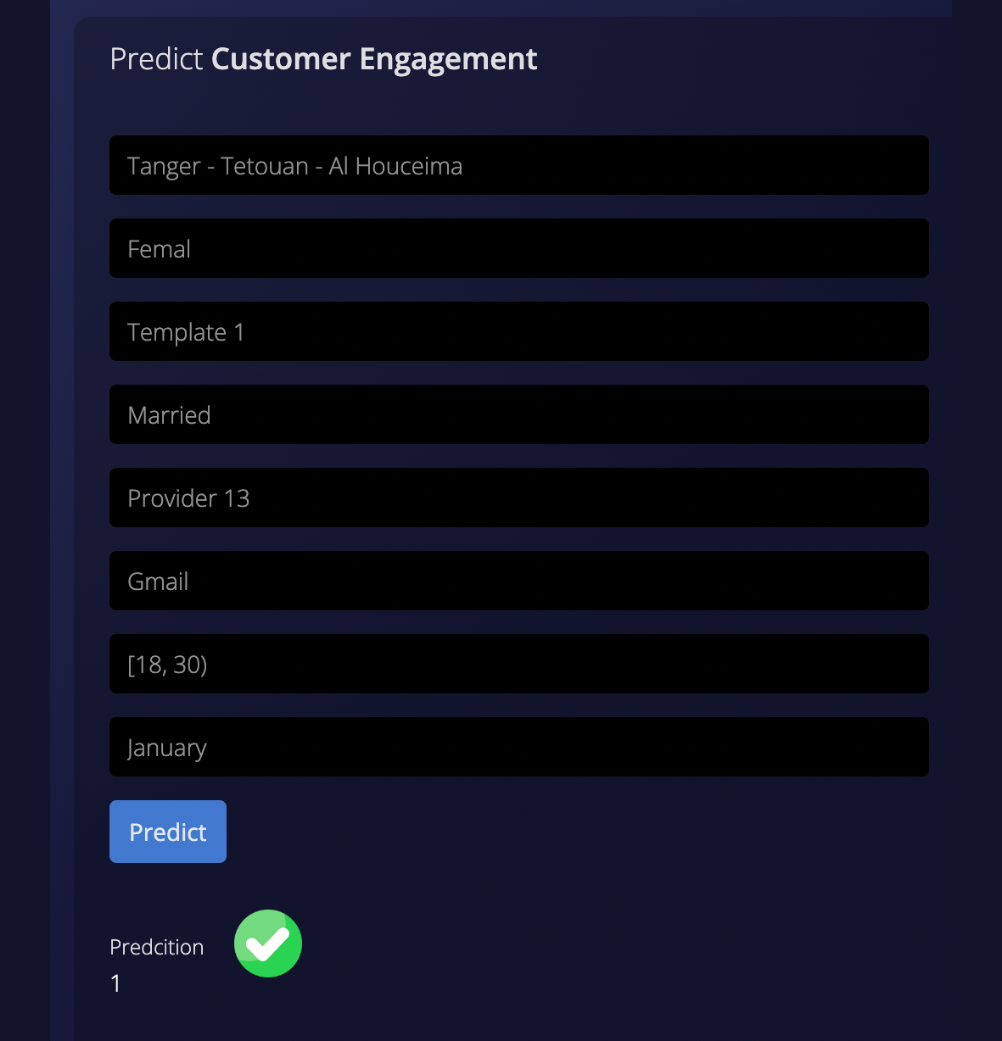 Predict Customer Engagement
Tanger - Tetouan - Al Houceima
Femal
Template 1
Married
Provider 13
Gmail
[18, 30)
January
Predict
Predcition
1